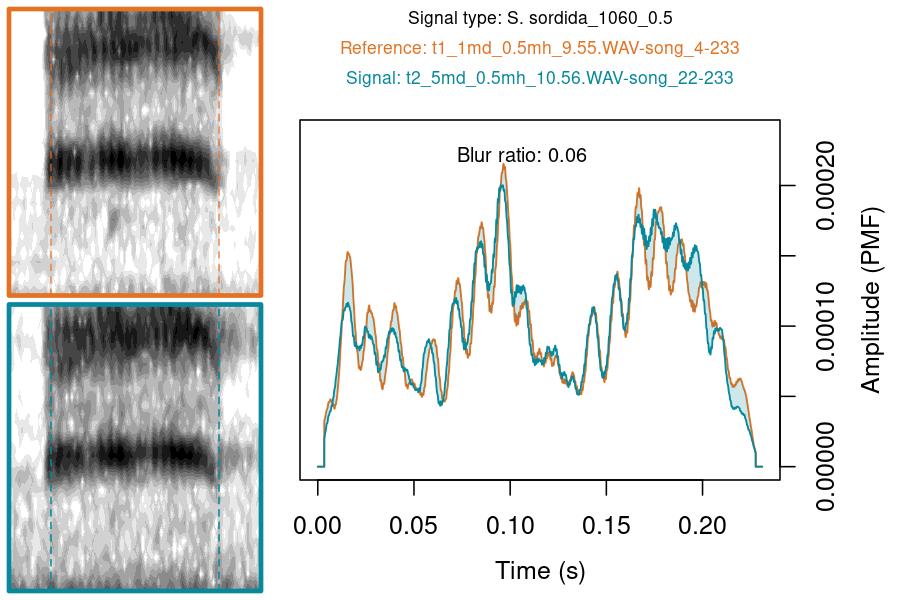 Signal type: S. sordida_1060_0.5
Reference: t1_1md_0.5mh_9.55.WAV-song_4-233
Signal: t2_5md_0.5mh_10.56.WAV-song_22-233
Blur ratio: 0.06
0.00020
0.00010
0.00000
Amplitude (PMF)
0.00 0.05 0.10 0.15 0.20
Time (s)